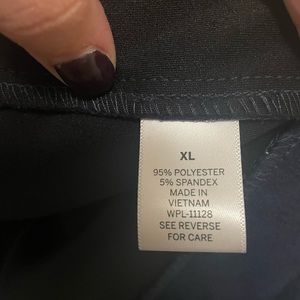 XL
95% POLYESTER
5% SPANDEX
MADE IN
VIETNAM
WPL-11128
SEE REVERSE
FOR CARE